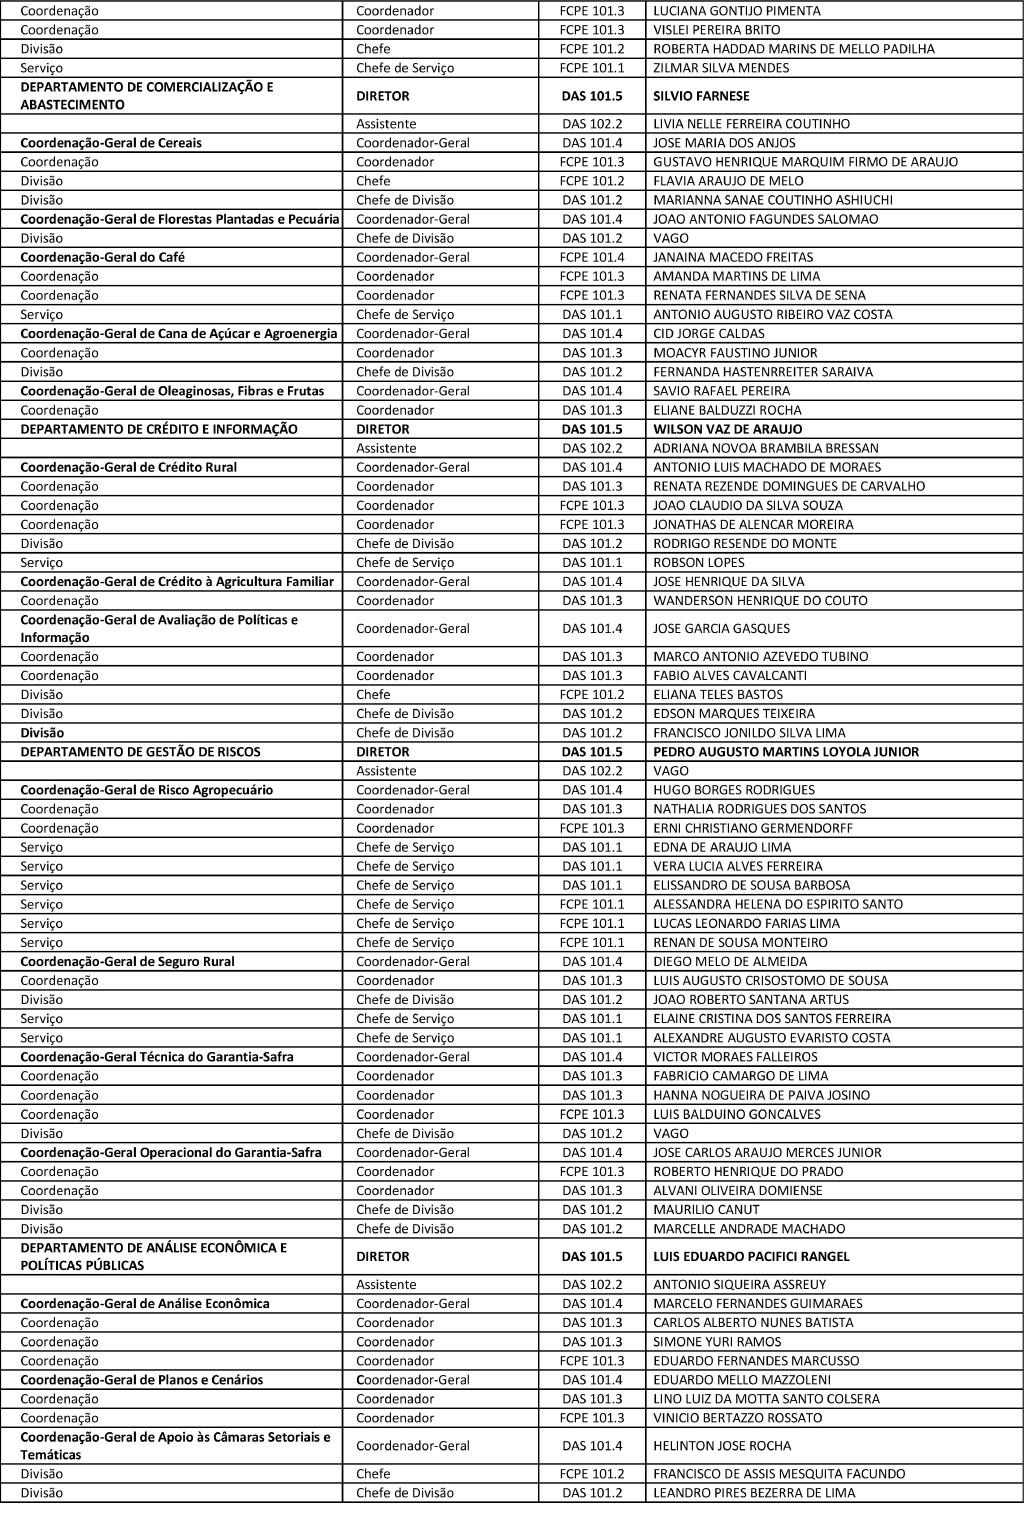 Coordenação Coordenador FCPE 101.3 LUCIANA GONTIJO PIMENTA
Coordenação Coordenador FCPE 101.3 VISLEI PEREIRA BRITO
Divisão Chefe FCPE 101.2 ROBERTA HADDAD MARINS DE MELLO PADILHA
Serviço Chefe de Serviço FCPE 101.1 ZILMAR SILVA MENDES
DEPARTAMENTO DE COMERCIALIZAÇÃO E
ABASTECIMENTO DIRETOR DAS 101.5 SILVIO FARNESE
Assistente DAS 102.2 LIVIA NELLE FERREIRA COUTINHO
Coordenação-Geral de Cereais Coordenador-Geral DAS 101.4 JOSE MARIA DOS ANJOS
Coordenação Coordenador FCPE 101.3 GUSTAVO HENRIQUE MARQUIM FIRMO DE ARAUJO
Divisão Chefe FCPE 101.2 FLAVIA ARAUJO DE MELO
Divisão Chefe de Divisão DAS 101.2 MARIANNA SANAE COUTINHO ASHIUCHI
Coordenação-Geral de Florestas Plantadas e Pecuária Coordenador-Geral DAS 101.4 JOAO ANTONIO FAGUNDES SALOMAO
Divisão Chefe de Divisão DAS 101.2 VAGO
Coordenação-Geral do Café Coordenador-Geral FCPE 101.4 JANAINA MACEDO FREITAS
Coordenação Coordenador FCPE 101.3 AMANDA MARTINS DE LIMA
Coordenação Coordenador FCPE 101.3 RENATA FERNANDES SILVA DE SENA
Serviço Chefe de Serviço DAS 101.1 ANTONIO AUGUSTO RIBEIRO VAZ COSTA
Coordenação-Geral de Cana de Açúcar e Agroenergia Coordenador-Geral DAS 101.4 CID JORGE CALDAS
Coordenação Coordenador DAS 101.3 MOACYR FAUSTINO JUNIOR
Divisão Chefe de Divisão DAS 101.2 FERNANDA HASTENRREITER SARAIVA
Coordenação-Geral de Oleaginosas, Fibras e Frutas Coordenador-Geral DAS 101.4 SAVIO RAFAEL PEREIRA
Coordenação Coordenador DAS 101.3 ELIANE BALDUZZI ROCHA
DEPARTAMENTO DE CRÉDITO E INFORMAÇÃO DIRETOR DAS 101.5 WILSON VAZ DE ARAUJO
Assistente DAS 102.2 ADRIANA NOVOA BRAMBILA BRESSAN
Coordenação-Geral de Crédito Rural Coordenador-Geral DAS 101.4 ANTONIO LUIS MACHADO DE MORAES
Coordenação Coordenador DAS 101.3 RENATA REZENDE DOMINGUES DE CARVALHO
Coordenação Coordenador FCPE 101.3 JOAO CLAUDIO DA SILVA SOUZA
Coordenação Coordenador FCPE 101.3 JONATHAS DE ALENCAR MOREIRA
Divisão Chefe de Divisão DAS 101.2 RODRIGO RESENDE DO MONTE
Serviço Chefe de Serviço DAS 101.1 ROBSON LOPES
Coordenação-Geral de Crédito à Agricultura Familiar Coordenador-Geral DAS 101.4 JOSE HENRIQUE DA SILVA
Coordenação Coordenador DAS 101.3 WANDERSON HENRIQUE DO COUTO
Coordenação-Geral de Avaliação de Políticas e
Informação Coordenador-Geral DAS 101.4 JOSE GARCIA GASQUES
Coordenação Coordenador DAS 101.3 MARCO ANTONIO AZEVEDO TUBINO
Coordenação Coordenador DAS 101.3 FABIO ALVES CAVALCANTI
Divisão Chefe FCPE 101.2 ELIANA TELES BASTOS
Divisão Chefe de Divisão DAS 101.2 EDSON MARQUES TEIXEIRA
Divisão Chefe de Divisão DAS 101.2 FRANCISCO JONILDO SILVA LIMA
DEPARTAMENTO DE GESTÃO DE RISCOS DIRETOR DAS 101.5 PEDRO AUGUSTO MARTINS LOYOLA JUNIOR
Assistente DAS 102.2 VAGO
Coordenação-Geral de Risco Agropecuário Coordenador-Geral DAS 101.4 HUGO BORGES RODRIGUES
Coordenação Coordenador DAS 101.3 NATHALIA RODRIGUES DOS SANTOS
Coordenação Coordenador FCPE 101.3 ERNI CHRISTIANO GERMENDORFF
Serviço Chefe de Serviço DAS 101.1 EDNA DE ARAUJO LIMA
Serviço Chefe de Serviço DAS 101.1 VERA LUCIA ALVES FERREIRA
Serviço Chefe de Serviço DAS 101.1 ELISSANDRO DE SOUSA BARBOSA
Serviço Chefe de Serviço FCPE 101.1 ALESSANDRA HELENA DO ESPIRITO SANTO
Serviço Chefe de Serviço FCPE 101.1 LUCAS LEONARDO FARIAS LIMA
Serviço Chefe de Serviço FCPE 101.1 RENAN DE SOUSA MONTEIRO
Coordenação-Geral de Seguro Rural Coordenador-Geral DAS 101.4 DIEGO MELO DE ALMEIDA
Coordenação Coordenador DAS 101.3 LUIS AUGUSTO CRISOSTOMO DE SOUSA
Divisão Chefe de Divisão DAS 101.2 JOAO ROBERTO SANTANA ARTUS
Serviço Chefe de Serviço DAS 101.1 ELAINE CRISTINA DOS SANTOS FERREIRA
Serviço Chefe de Serviço DAS 101.1 ALEXANDRE AUGUSTO EVARISTO COSTA
Coordenação-Geral Técnica do Garantia-Safra Coordenador-Geral DAS 101.4 VICTOR MORAES FALLEIROS
Coordenação Coordenador DAS 101.3 FABRICIO CAMARGO DE LIMA
Coordenação Coordenador DAS 101.3 HANNA NOGUEIRA DE PAIVA JOSINO
Coordenação Coordenador FCPE 101.3 LUIS BALDUINO GONCALVES
Divisão Chefe de Divisão DAS 101.2 VAGO
Coordenação-Geral Operacional do Garantia-Safra Coordenador-Geral DAS 101.4 JOSE CARLOS ARAUJO MERCES JUNIOR
Coordenação Coordenador FCPE 101.3 ROBERTO HENRIQUE DO PRADO
Coordenação Coordenador DAS 101.3 ALVANI OLIVEIRA DOMIENSE
Divisão Chefe de Divisão DAS 101.2 MAURILIO CANUT
Divisão Chefe de Divisão DAS 101.2 MARCELLE ANDRADE MACHADO
DEPARTAMENTO DE ANÁLISE ECONÔMICA E
POLÍTICAS PÚBLICAS DIRETOR DAS 101.5 LUIS EDUARDO PACIFICI RANGEL
Assistente DAS 102.2 ANTONIO SIQUEIRA ASSREUY
Coordenação-Geral de Análise Econômica Coordenador-Geral DAS 101.4 MARCELO FERNANDES GUIMARAES
Coordenação Coordenador DAS 101.3 CARLOS ALBERTO NUNES BATISTA
Coordenação Coordenador DAS 101.3 SIMONE YURI RAMOS
Coordenação Coordenador FCPE 101.3 EDUARDO FERNANDES MARCUSSO
Coordenação-Geral de Planos e Cenários Coordenador-Geral DAS 101.4 EDUARDO MELLO MAZZOLENI
Coordenação Coordenador DAS 101.3 LINO LUIZ DA MOTTA SANTO COLSERA
Coordenação Coordenador FCPE 101.3 VINICIO BERTAZZO ROSSATO
Coordenação-Geral de Apoio às Câmaras Setoriais e
Temáticas Coordenador-Geral DAS 101.4 HELINTON JOSE ROCHA
Divisão Chefe FCPE 101.2 FRANCISCO DE ASSIS MESQUITA FACUNDO
Divisão Chefe de Divisão DAS 101.2 LEANDRO PIRES BEZERRA DE LIMA